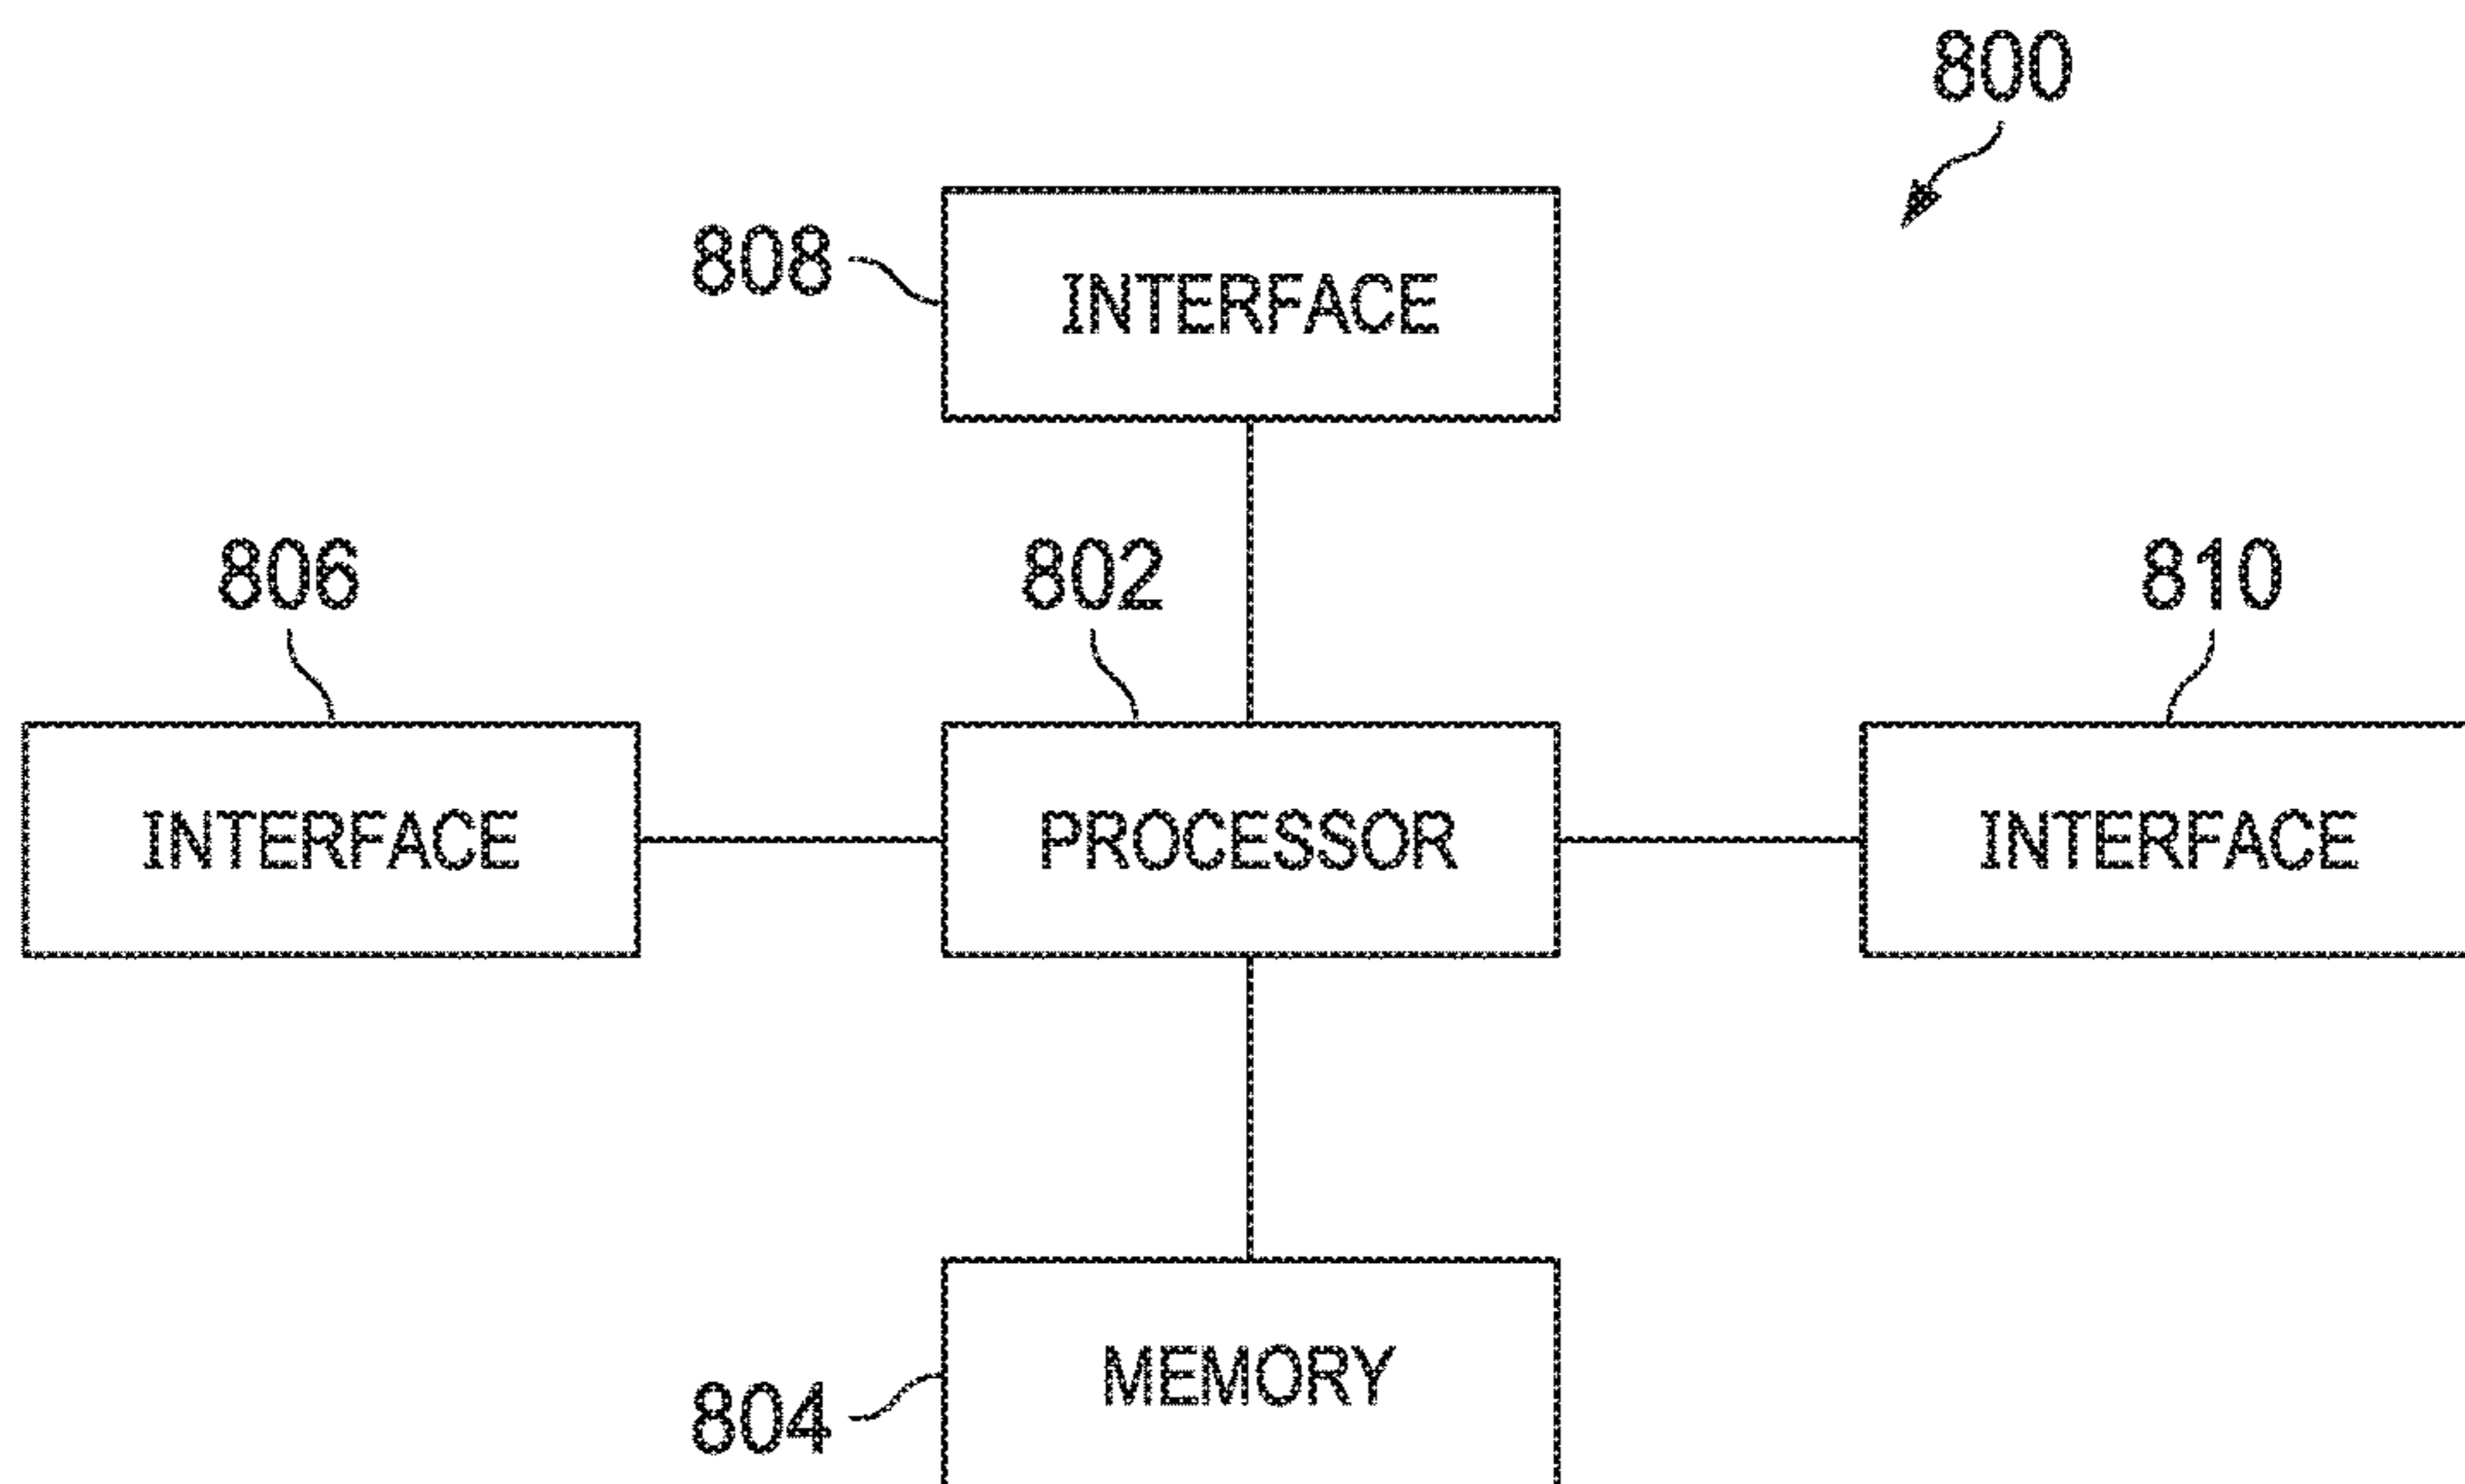 800
808
INTERFACE
806
802
810
INTERFACE
PROCESSOR
INTERFACE
MEMORY
804